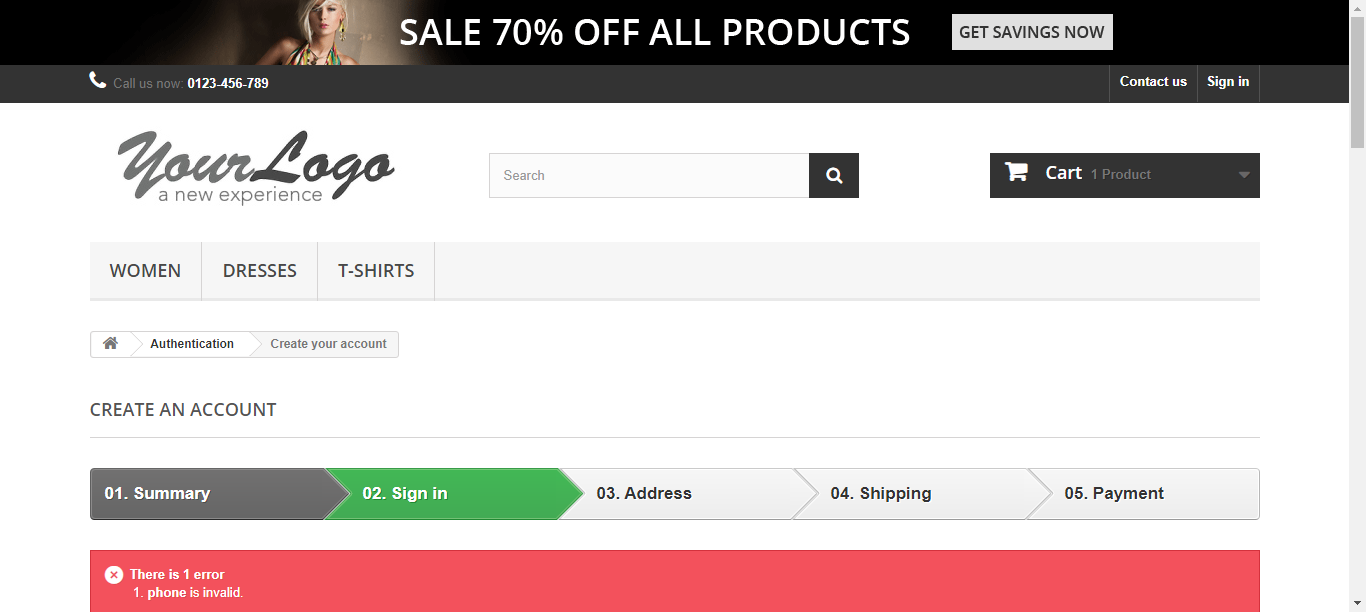 SALE 70% OFF ALL PRODUCTS GET SAVINGS NOW
Call us now: 0123-456-789 Contact us Sign in
Your Logo
a new experience
Search
Cart 1 Product
WOMEN DRESSES T-SHIRTS
Authentication Create your account
CREATE AN ACCOUNT
01. Summary 02. Sign in 03. Address 04. Shipping 05. Payment
There is 1 error
1. phone is invalid.